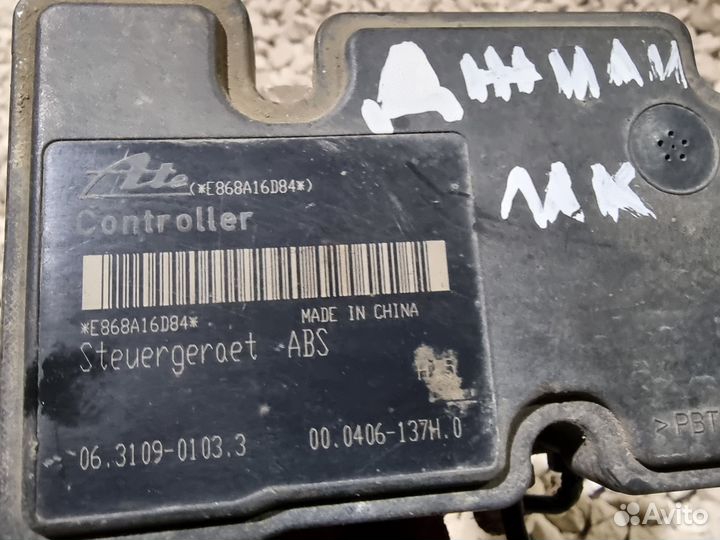 Джили
МК
Ate (*E868A16D84*)
Controller
*E868A16D84* MADE IN CHINA
Steuergeraet ABS
06.3109-0103.3 00.0406-137H.0
>PBT
Avito